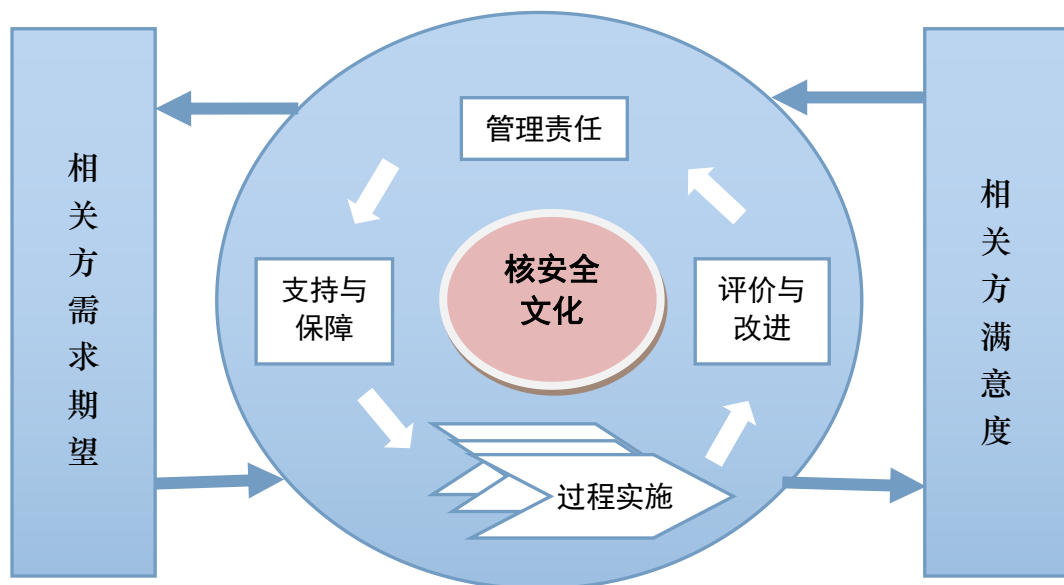 相关方需求期望
管理责任
支持与
保障
核安全
文化
评价与
改进
过程实施
相关方满意度